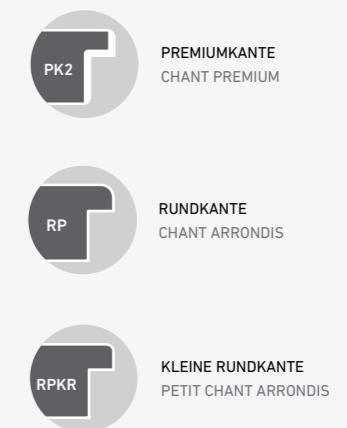 PK2
PREMIUMKANTE
CHANT PREMIUM
RP
RUNDKANTE
CHANT ARRONDIS
RPKR
KLEINE RUNDKANTE
PETIT CHANT ARRONDIS